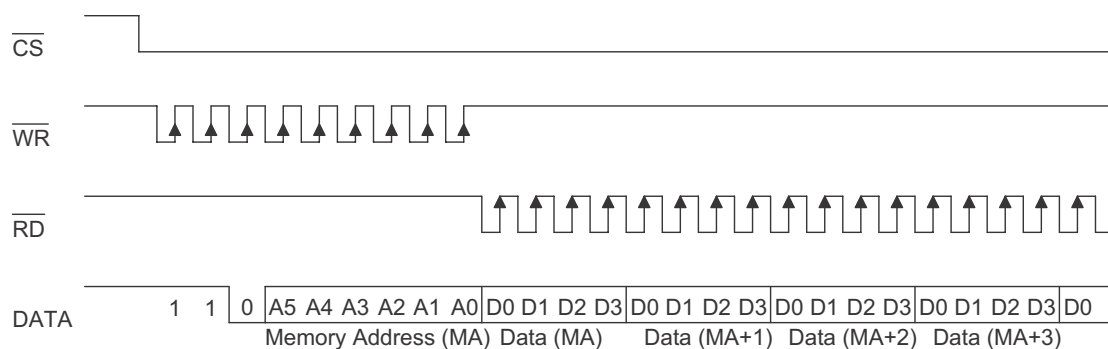 CS
WR
RD
DATA 1 1 0 A5 A4 A3 A2 A1 A0 D0 D1 D2 D3 D0 D1 D2 D3 D0 D1 D2 D3 D0 D1 D2 D3 D0
Memory Address (MA) Data (MA) Data (MA+1) Data (MA+2) Data (MA+3)